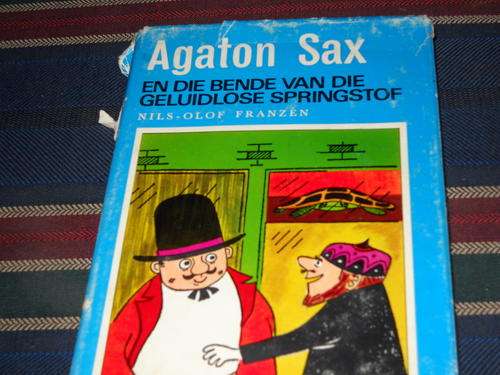 Agaton Sax
EN DIE BENDE VAN DIE
GELUIDLOSE SPRINGSTOF
NILS-OLOF FRANZÉN